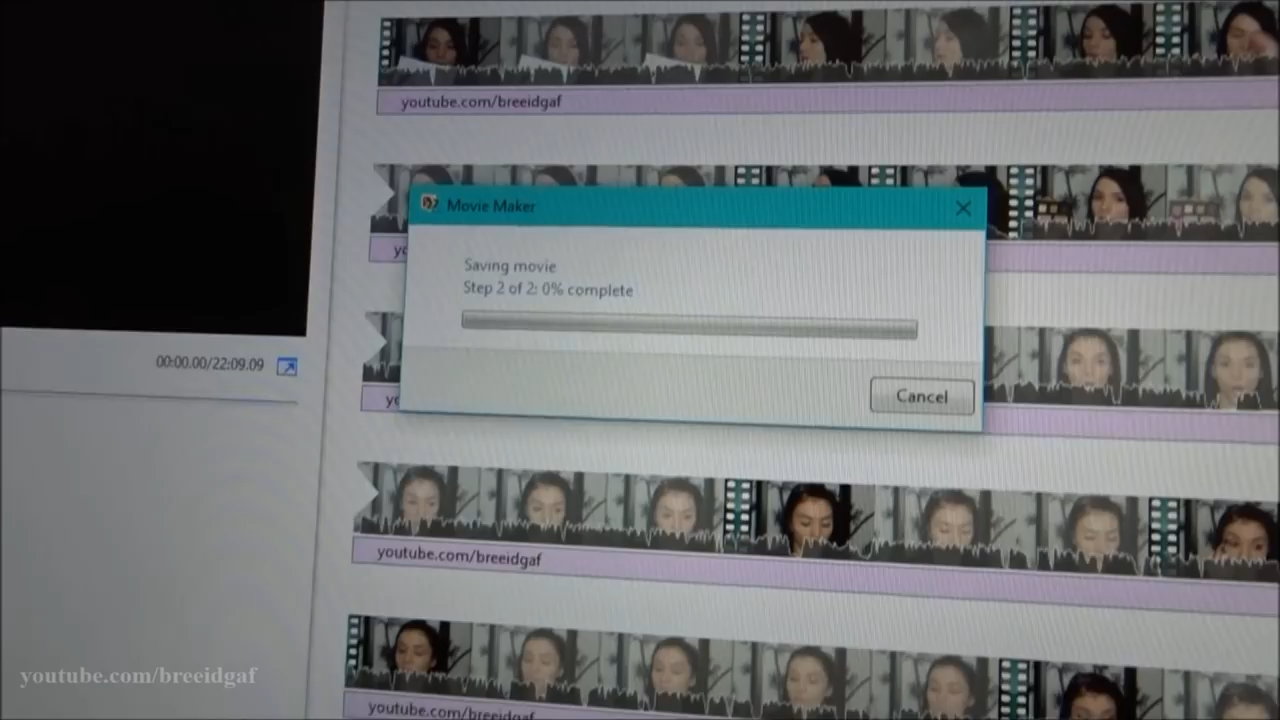 youtube.com/breeidgaf
Movie Maker
Saving movie
Step 2 of 2: 0% complete
00:00.00/22:09.09
Cancel
youtube.com/breeidgaf
youtube.com/breeidgaf
youtube.com/breeidgaf